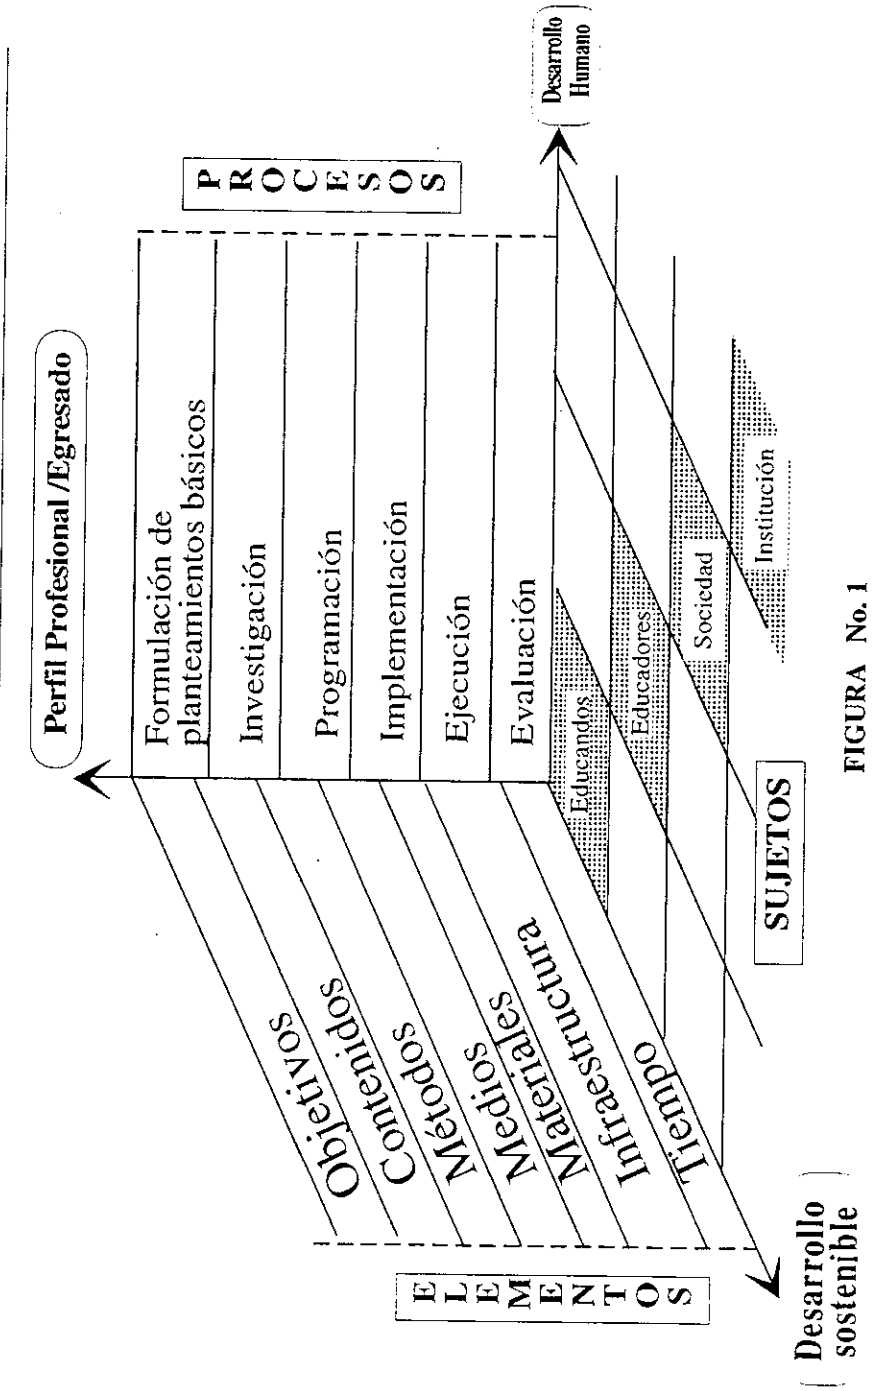 Perfil Profesional /Egresado
Formulación de
planteamientos básicos
Investigación
Programación
Implementación
Ejecución
Evaluación
PROCESOS
Desarrollo
Humano
Objetivos
Contenidos
Métodos
Medios
Materiales
Infraestructura
Tiempo
ELEMENTOS
Desarrollo
sostenible
Educandos
Educadores
Sociedad
Institución
SUJETOS
FIGURA No. 1